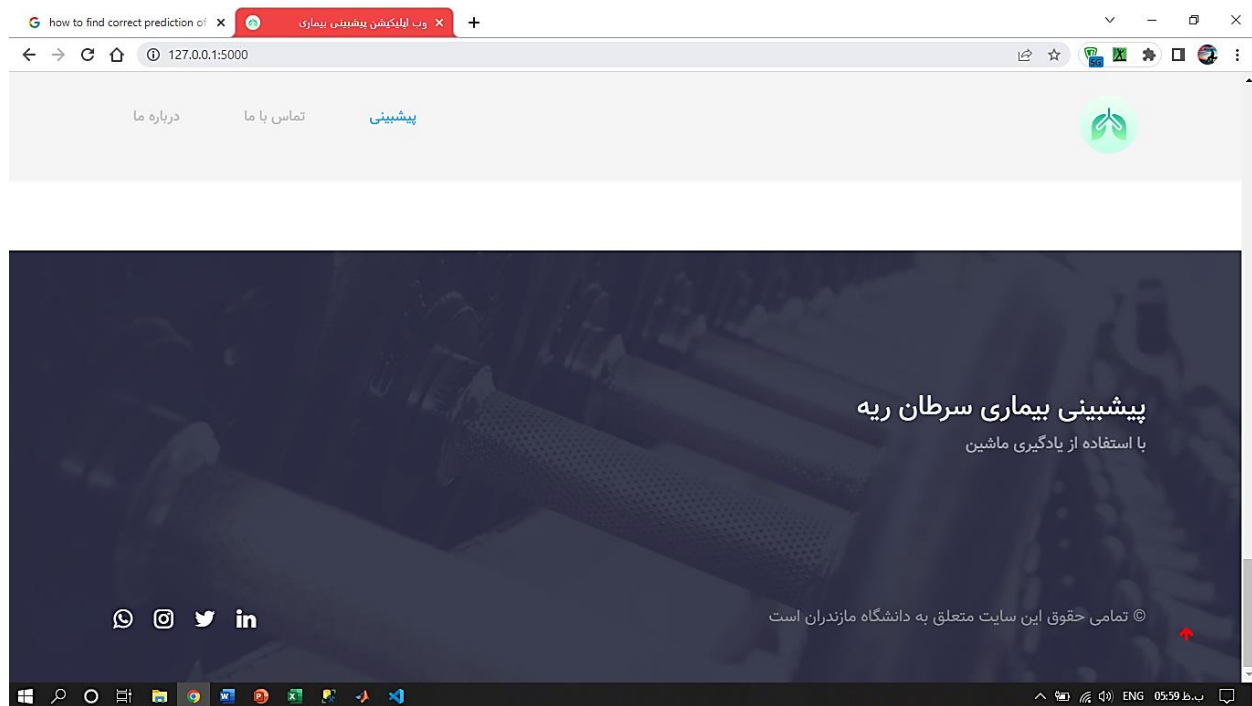 how to find correct prediction of
وب اپلیکیشن پیشبینی بیماری
127.0.0.1:5000
SG
پیشبینی
تماس با ما
درباره ما
پیشبینی بیماری سرطان ریه
با استفاده از یادگیری ماشین
© تمامی حقوق این سایت متعلق به دانشگاه مازندران است
in
ENG
05:59 ب.ظ